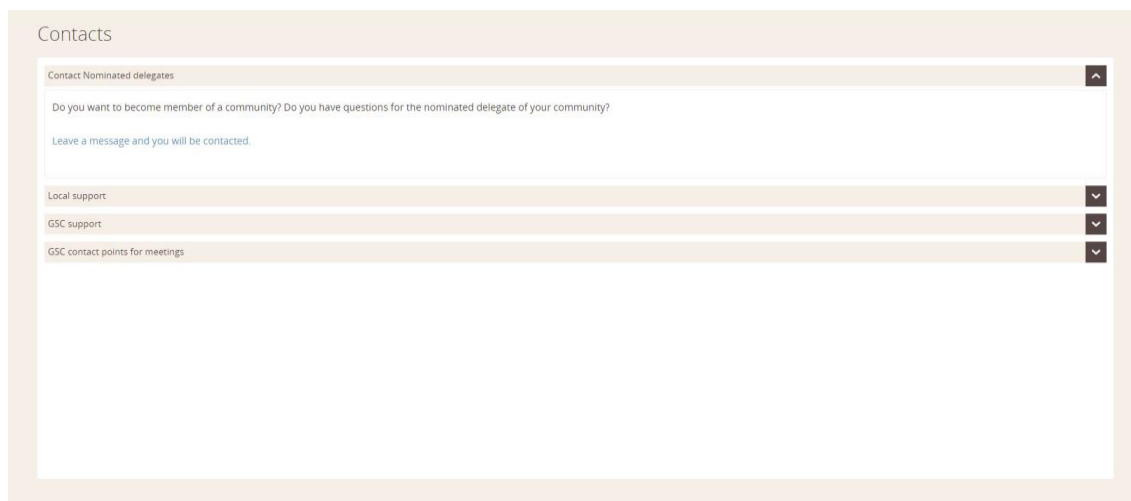 Contacts
Contact Nominated delegates
Do you want to become member of a community? Do you have questions for the nominated delegate of your community?
Leave a message and you will be contacted.
Local support
GSC support
GSC contact points for meetings